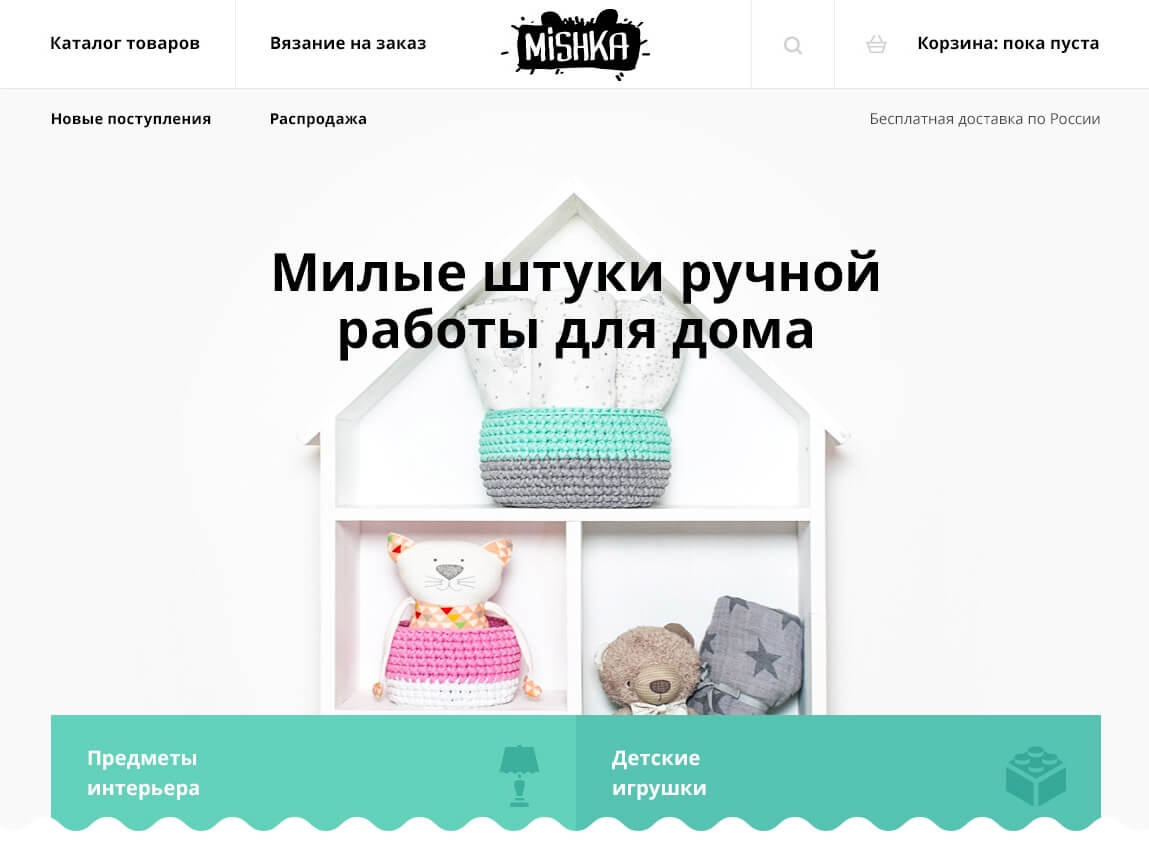 Каталог товаров
Вязание на заказ
MiSHKA
Корзина: пока пуста
Новые поступления
Распродажа
Бесплатная доставка по России
Милые штуки ручной
работы для дома
Предметы
интерьера
Детские
игрушки